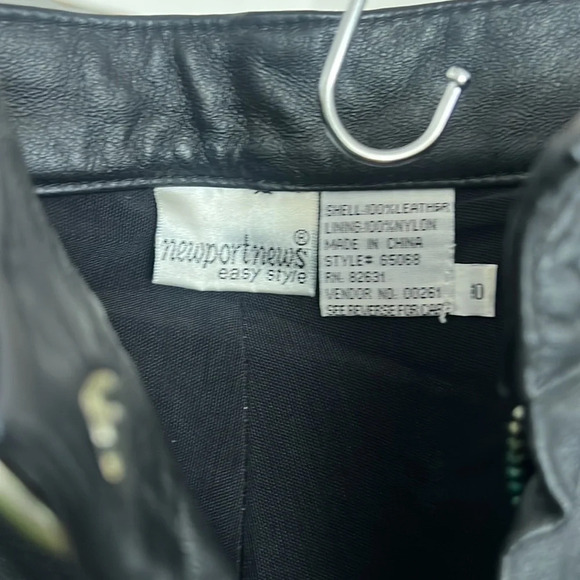 newportnews®
easy style
SHELL:100%LEATHER
LINING:100%NYLON
MADE IN CHINA
STYLE# 65068
RN: 82631
VENDOR NO: 00261
SEE REVERSE FOR CARE
10